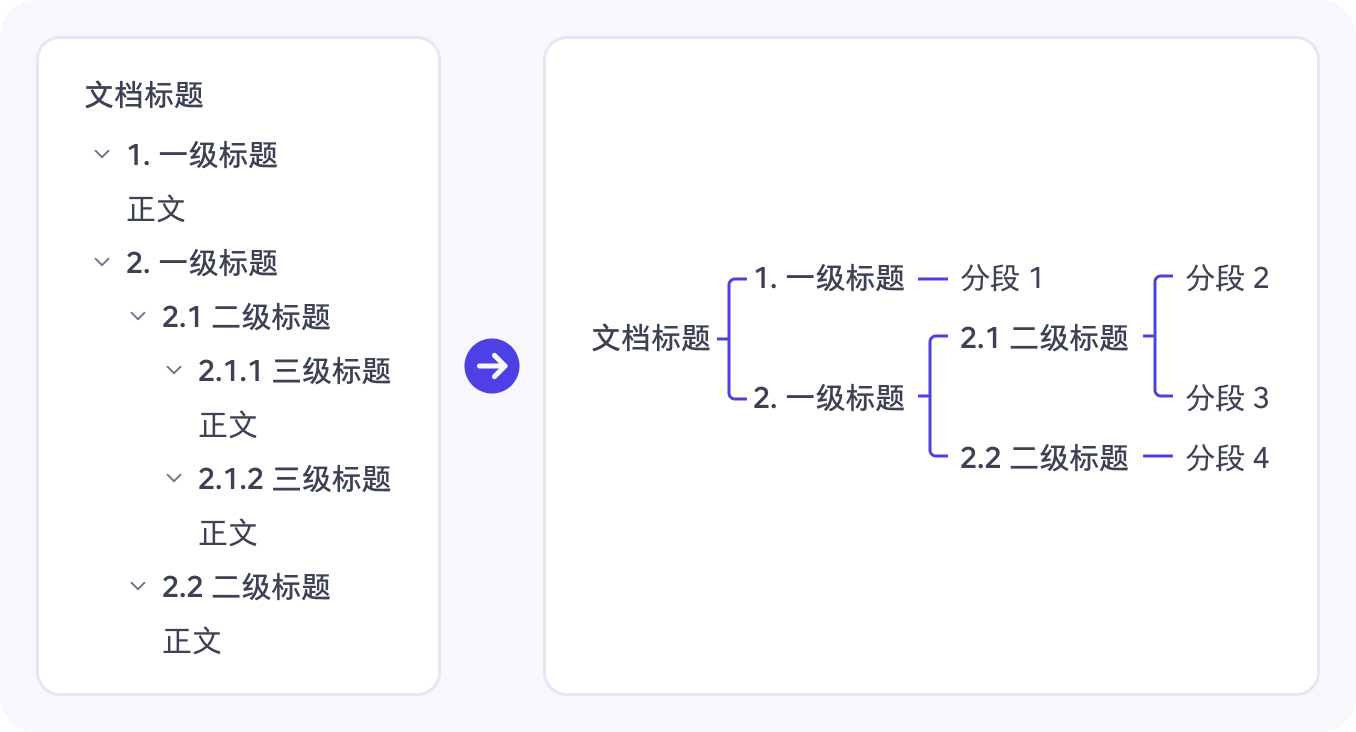 文档标题
1. 一级标题
正文
2. 一级标题
2.1 二级标题
2.1.1 三级标题
正文
2.1.2 三级标题
正文
2.2 二级标题
正文
文档标题
1. 一级标题
分段 1
2. 一级标题
2.1 二级标题
分段 2
分段 3
2.2 二级标题
分段 4